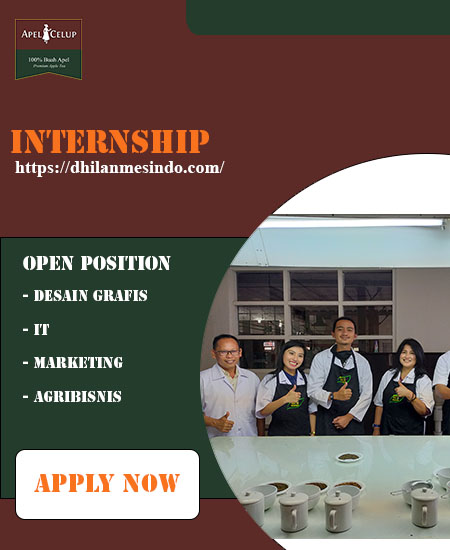 APEL CELUP
100% Buah Apel
Premium Apple Tea
INTERNSHIP
https://dhilanmesindo.com/
OPEN POSITION
- DESAIN GRAFIS
- IT
- MARKETING
- AGRIBISNIS
APPLY NOW